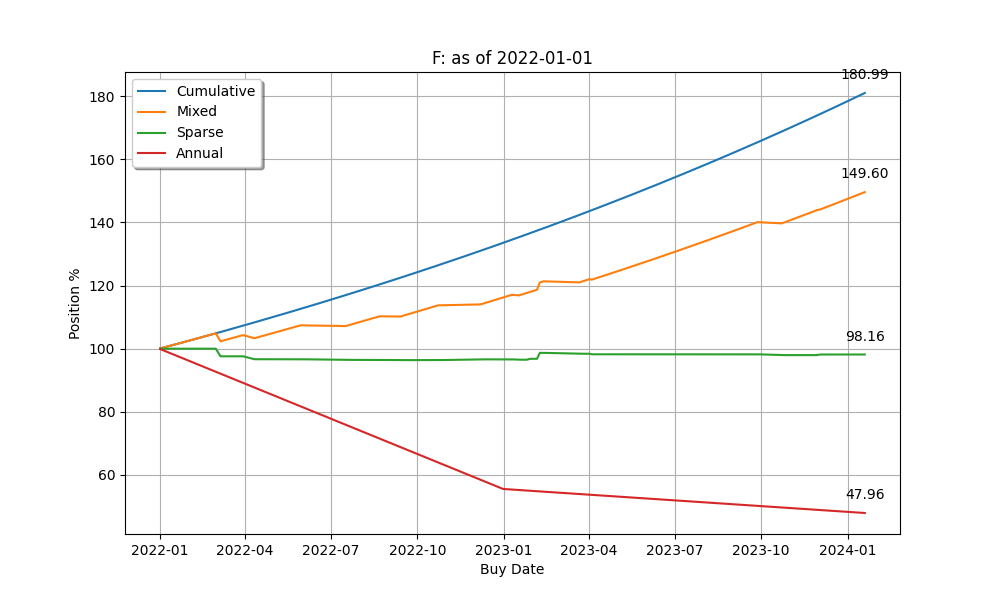 F: as of 2022-01-01
180.99
Cumulative
Mixed
Sparse
Annual
149.60
98.16
47.96
180
160
140
120
100
80
60
Position %
2022-01 2022-04 2022-07 2022-10 2023-01 2023-04 2023-07 2023-10 2024-01
Buy Date